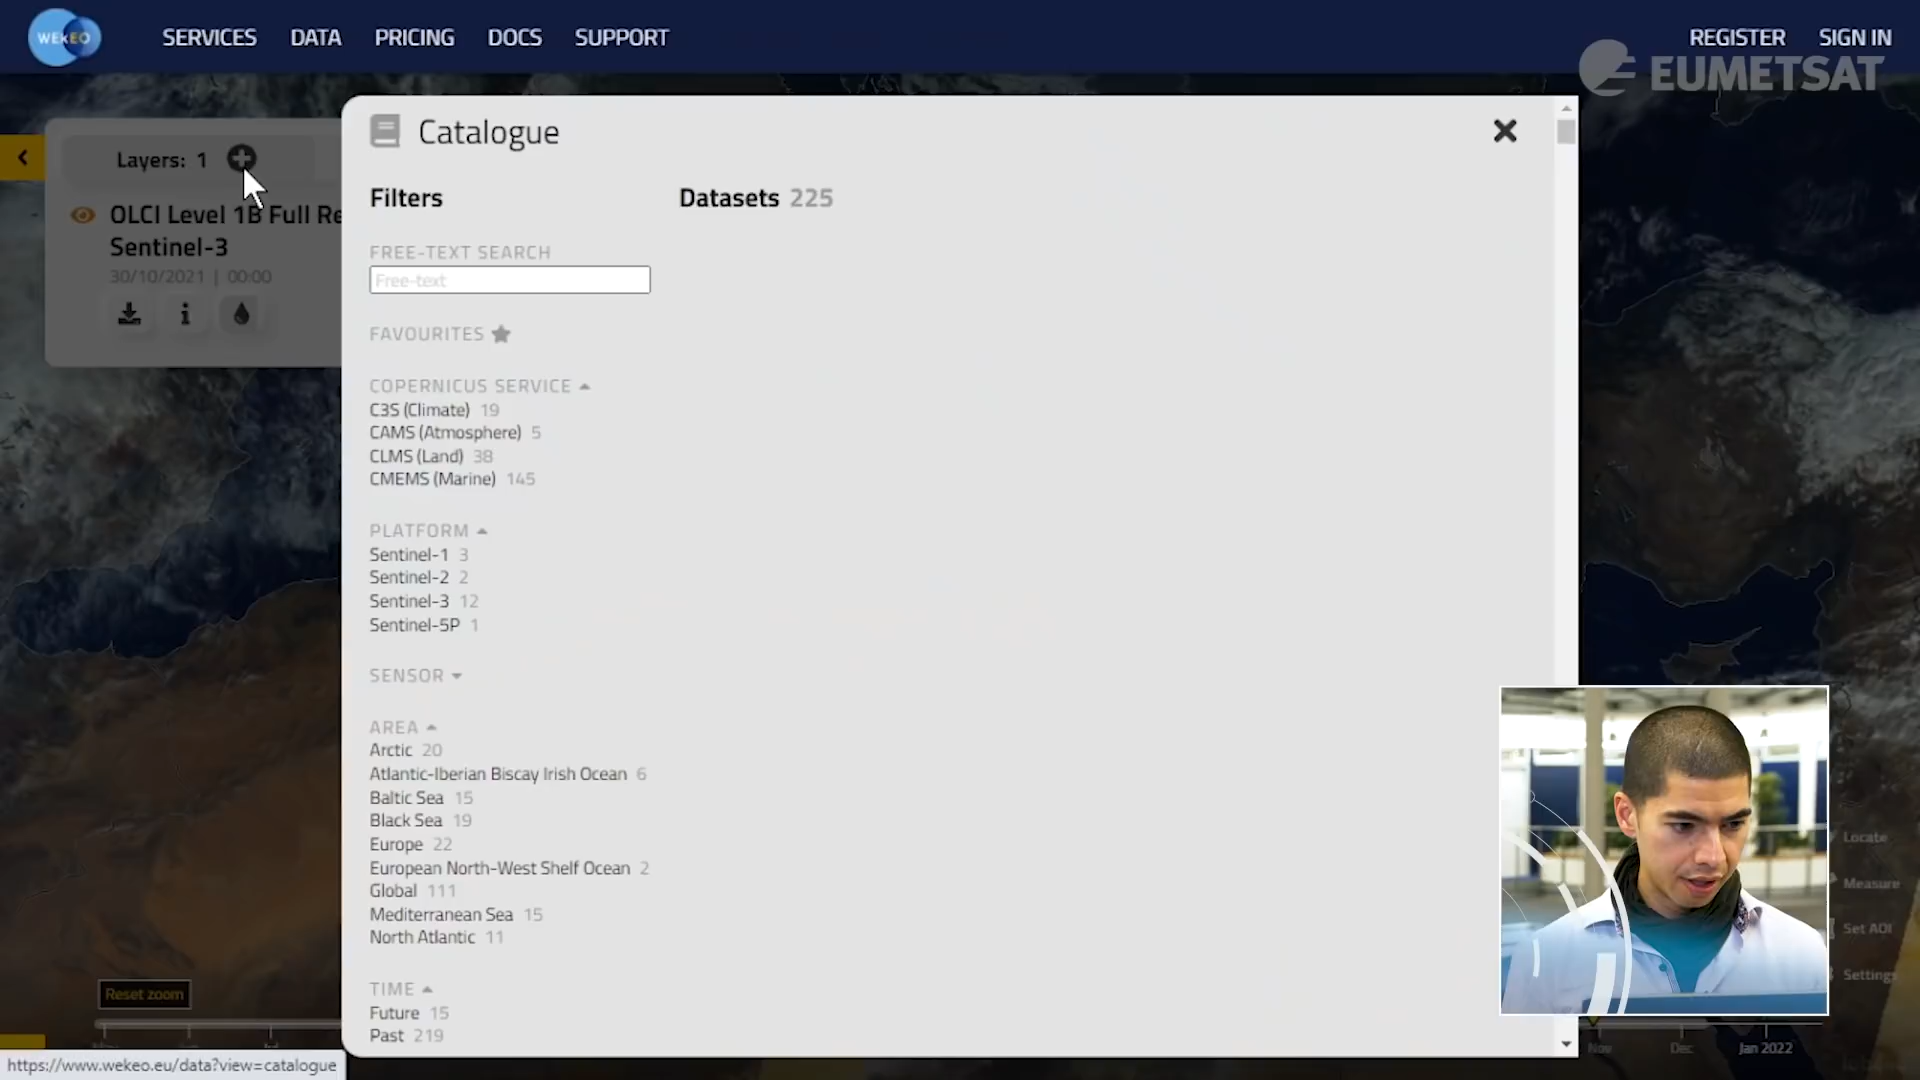 WEKEO
SERVICES
DATA
PRICING
DOCS
SUPPORT
REGISTER
SIGN IN
EUMETSAT
Layers: 1
OLCI Level 1B Full Re
Sentinel-3
30/10/2021 | 00:00
Catalogue
Filters
Datasets 225
FREE-TEXT SEARCH
Free-text
FAVOURITES
COPERNICUS SERVICE
C3S (Climate) 19
CAMS (Atmosphere) 5
CLMS (Land) 38
CMEMS (Marine) 145
PLATFORM
Sentinel-1 3
Sentinel-2 2
Sentinel-3 12
Sentinel-5P 1
SENSOR
AREA
Arctic 20
Atlantic-Iberian Biscay Irish Ocean 6
Baltic Sea 15
Black Sea 19
Europe 22
European North-West Shelf Ocean 2
Global 111
Mediterranean Sea 15
North Atlantic 11
TIME
Future 15
Past 219
Locate
Measure
Set AOI
Settings
Reset zoom
Nov
Dec
Jan 2022
https://www.wekeo.eu/data?view=catalogue